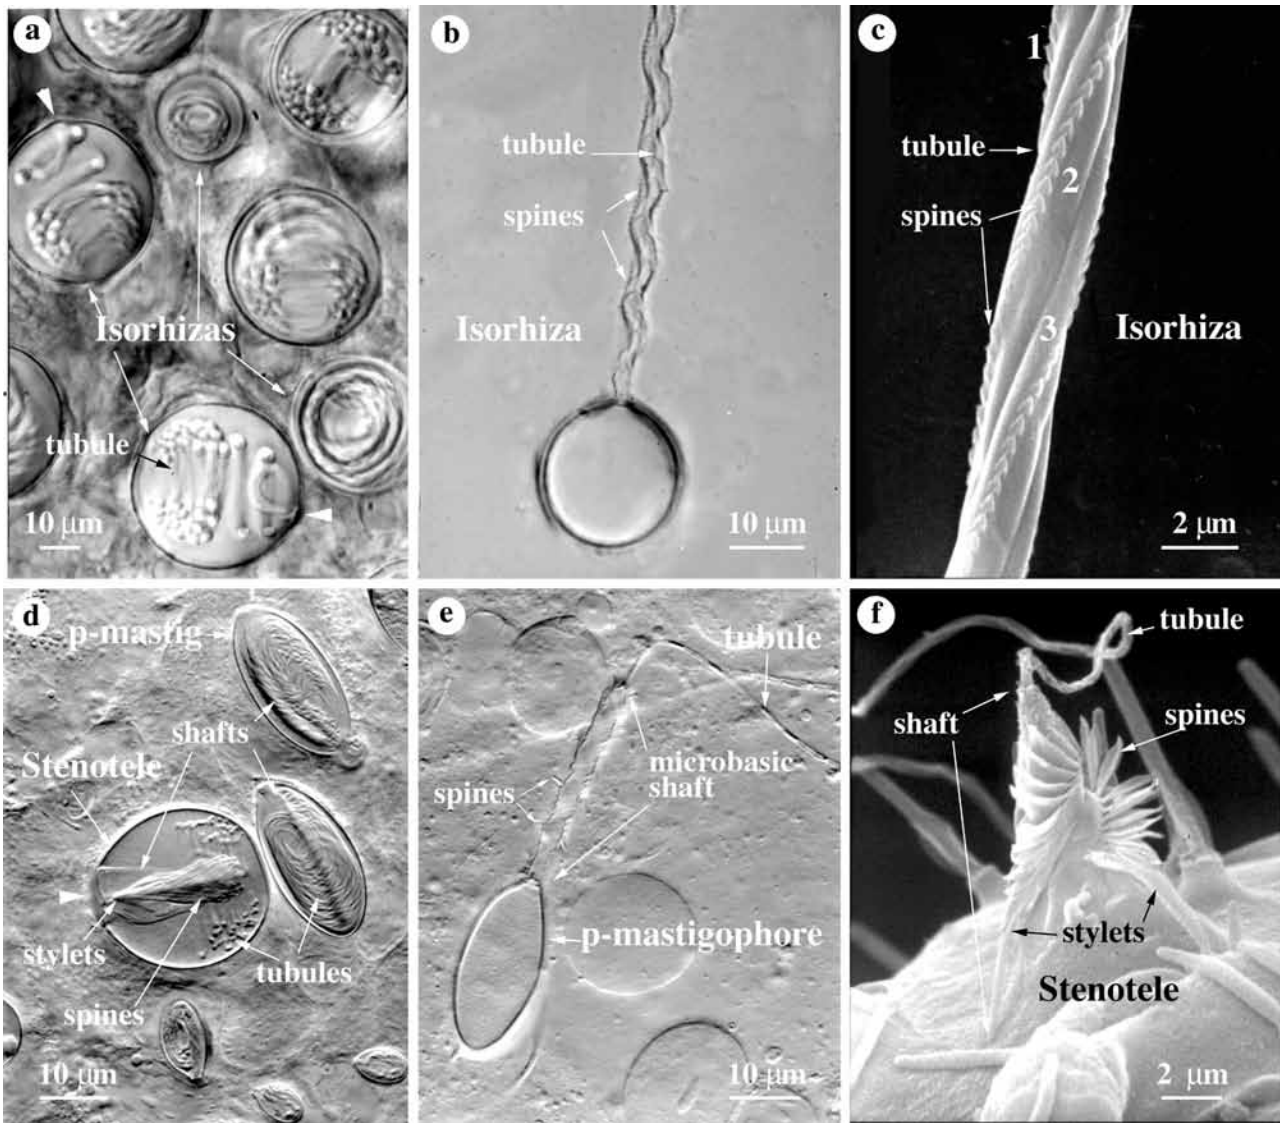 a
Isorhizas
tubule
10 µm
b
tubule
spines
Isorhiza
10 µm
c
1
tubule
2
spines
3
Isorhiza
2 µm
d
p-mastig
shafts
Stenotele
stylets
tubules
spines
10 µm
e
tubule
microbasic
shaft
spines
p-mastigophore
10 µm
f
tubule
shaft
spines
stylets
Stenotele
2 µm